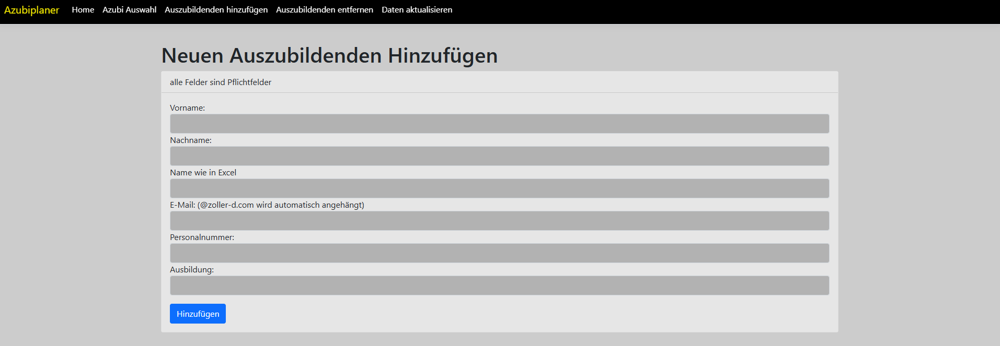 Azubiplaner Home Azubi Auswahl Auszubildenden hinzufügen Auszubildenden entfernen Daten aktualisieren
Neuen Auszubildenden Hinzufügen
alle Felder sind Pflichtfelder
Vorname:
Nachname:
Name wie in Excel
E-Mail: (@zoller-d.com wird automatisch angehängt)
Personalnummer:
Ausbildung:
Hinzufügen